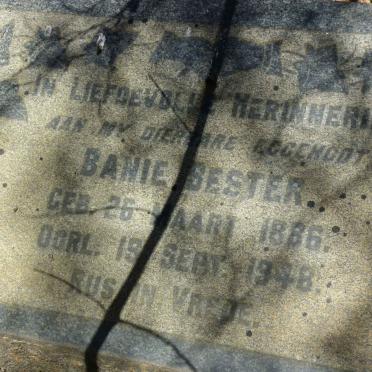 IN LIEFDEVOLLE HERINNERI
AAN MY DIERBARE EGGENOOT
BANIE BESTER
GEB. 26 MAART 1886.
OORL. 19 SEPT. 1948.
RUS IN VREDE.